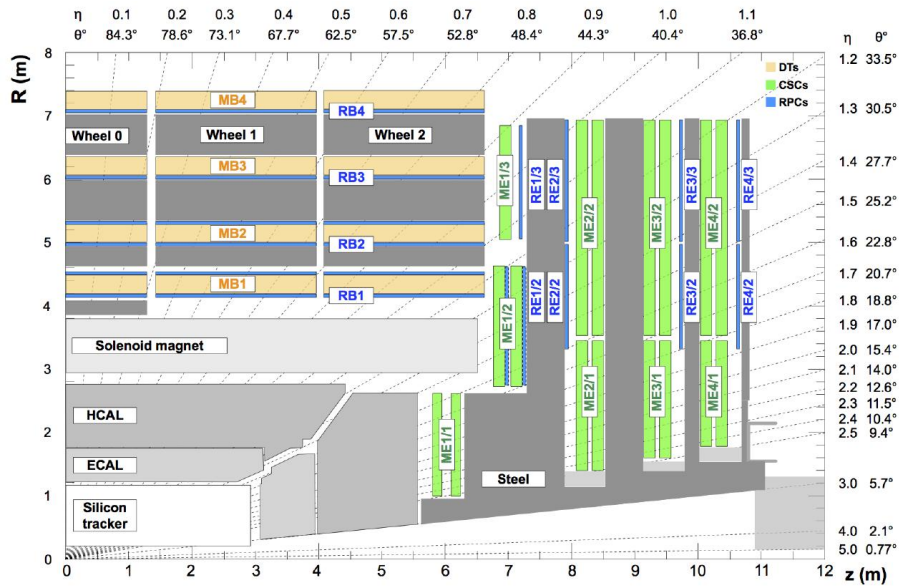 η 0.1 0.2 0.3 0.4 0.5 0.6 0.7 0.8 0.9 1.0 1.1 η θ°
θ° 84.3° 78.6° 73.1° 67.7° 62.5° 57.5° 52.8° 48.4° 44.3° 40.4° 36.8°
R (m)
8
7
6
5
4
3
2
1
0
DTs
CSCs
RPCs
MB4
RB4
Wheel 0
Wheel 1
Wheel 2
MB3
RB3
MB2
RB2
MB1
RB1
Solenoid magnet
HCAL
ECAL
Silicon
tracker
Steel
ME1/3
RE1/3
RE2/3
ME2/2
ME3/2
RE3/3
ME4/2
RE4/3
ME1/2
RE1/2
RE2/2
RE3/2
RE4/2
ME1/1
ME2/1
ME3/1
ME4/1
1.2 33.5°
1.3 30.5°
1.4 27.7°
1.5 25.2°
1.6 22.8°
1.7 20.7°
1.8 18.8°
1.9 17.0°
2.0 15.4°
2.1 14.0°
2.2 12.6°
2.3 11.5°
2.4 10.4°
2.5 9.4°
3.0 5.7°
4.0 2.1°
5.0 0.77°
0 1 2 3 4 5 6 7 8 9 10 11 12
z (m)